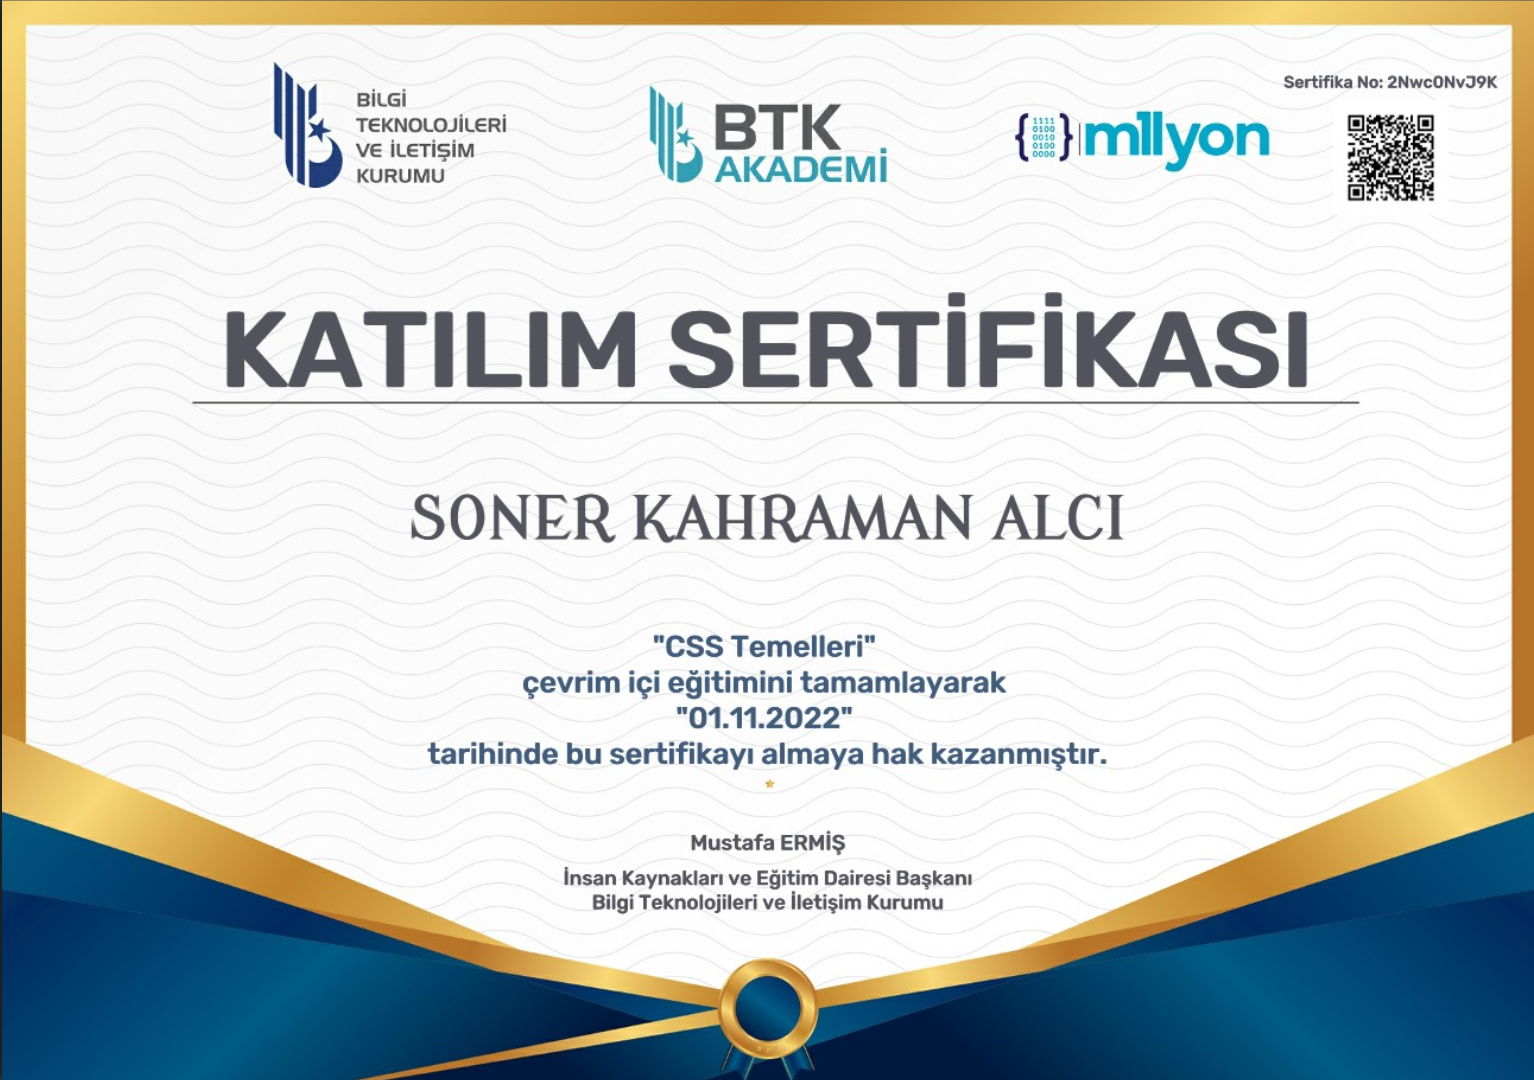 BİLGİ
TEKNOLOJİLERİ
VE İLETİŞİM
KURUMU
BTK
AKADEMİ
1111
0100
0010
0100
0000
m1lyon
Sertifika No: 2Nwc0NvJ9K
KATILIM SERTİFİKASI
SONER KAHRAMAN ALCI
"CSS Temelleri"
çevrim içi eğitimini tamamlayarak
"01.11.2022"
tarihinde bu sertifikayı almaya hak kazanmıştır.
Mustafa ERMİŞ
İnsan Kaynakları ve Eğitim Dairesi Başkanı
Bilgi Teknolojileri ve İletişim Kurumu